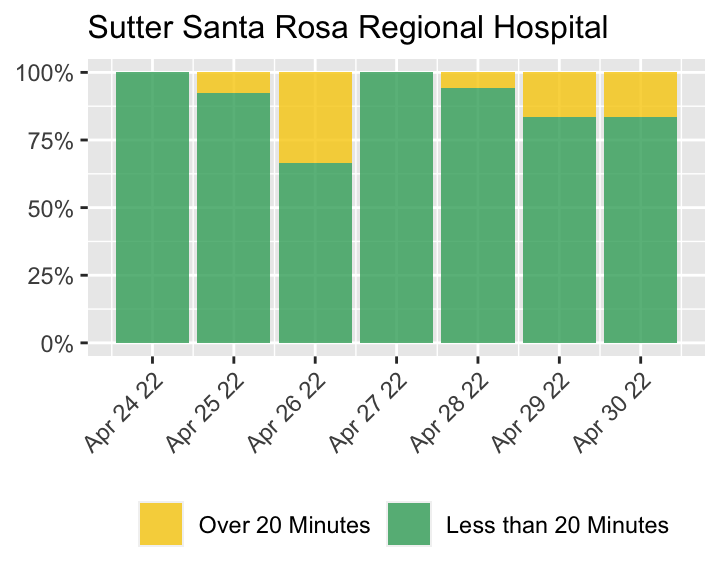 Sutter Santa Rosa Regional Hospital
100%
75%
50%
25%
0%
Apr 24 22
Apr 25 22
Apr 26 22
Apr 27 22
Apr 28 22
Apr 29 22
Apr 30 22
Over 20 Minutes
Less than 20 Minutes